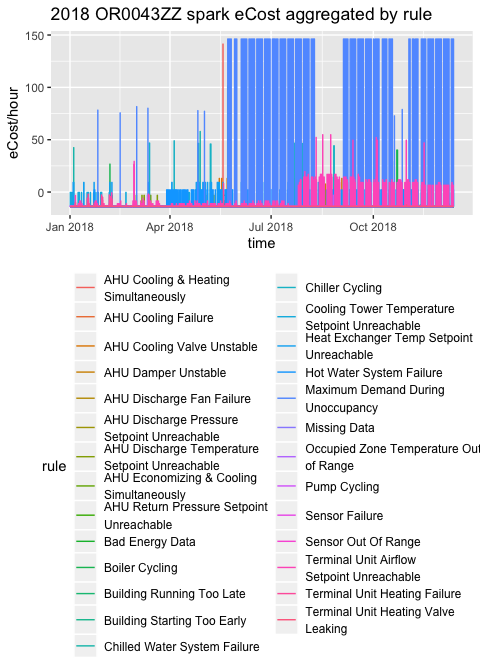 2018 OR0043ZZ spark eCost aggregated by rule
150
100
50
0
eCost/hour
Jan 2018
Apr 2018
Jul 2018
Oct 2018
time
rule
AHU Cooling & Heating
Simultaneously
AHU Cooling Failure
AHU Cooling Valve Unstable
AHU Damper Unstable
AHU Discharge Fan Failure
AHU Discharge Pressure
Setpoint Unreachable
AHU Discharge Temperature
Setpoint Unreachable
AHU Economizing & Cooling
Simultaneously
AHU Return Pressure Setpoint
Unreachable
Bad Energy Data
Boiler Cycling
Building Running Too Late
Building Starting Too Early
Chilled Water System Failure
Chiller Cycling
Cooling Tower Temperature
Setpoint Unreachable
Heat Exchanger Temp Setpoint
Unreachable
Hot Water System Failure
Maximum Demand During
Unoccupancy
Missing Data
Occupied Zone Temperature Out
of Range
Pump Cycling
Sensor Failure
Sensor Out Of Range
Terminal Unit Airflow
Setpoint Unreachable
Terminal Unit Heating Failure
Terminal Unit Heating Valve
Leaking